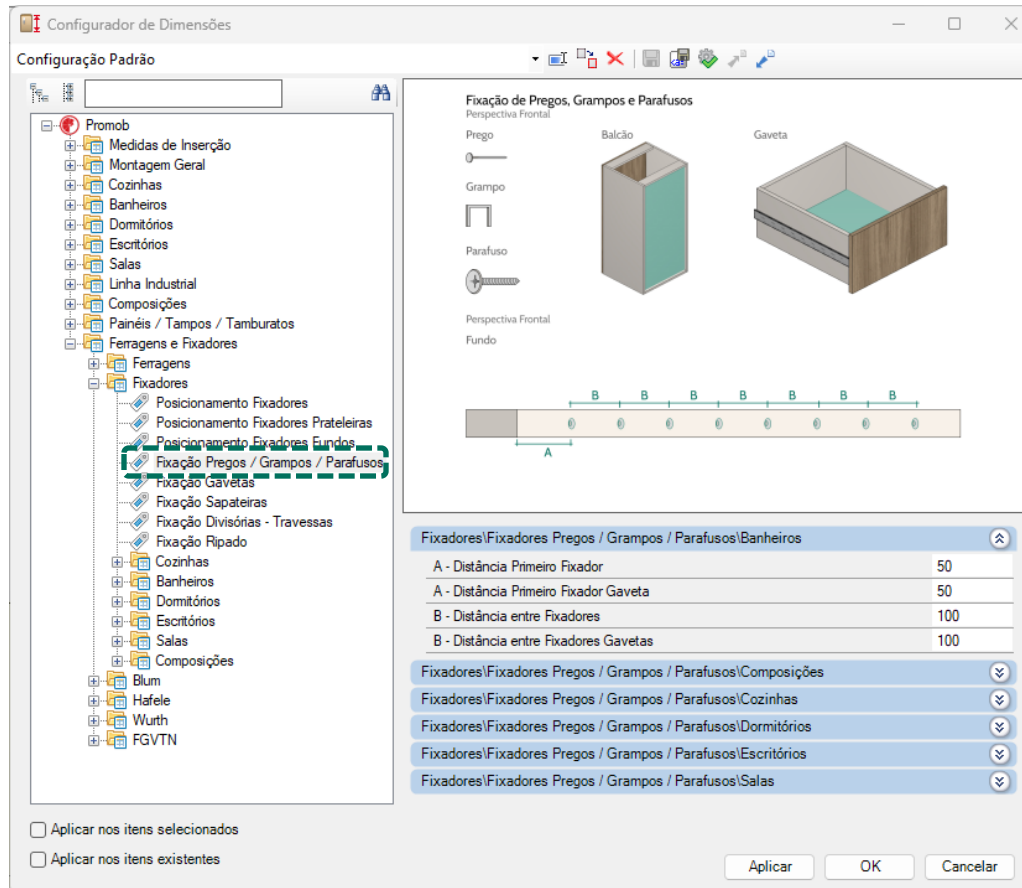 Configurador de Dimensões
Configuração Padrão
Promob
Medidas de Inserção
Montagem Geral
Cozinhas
Banheiros
Dormitórios
Escritórios
Salas
Linha Industrial
Composições
Painéis / Tampos / Tamburatos
Ferragens e Fixadores
Ferragens
Fixadores
Posicionamento Fixadores
Posicionamento Fixadores Prateleiras
Posicionamento Fixadores Fundos
Fixação Pregos / Grampos / Parafusos
Fixação Gavetas
Fixação Sapateiras
Fixação Divisórias - Travessas
Fixação Ripado
Cozinhas
Banheiros
Dormitórios
Escritórios
Salas
Composições
Blum
Hafele
Wurth
FGVTN
Fixação de Pregos, Grampos e Parafusos
Perspectiva Frontal
Prego Balcão Gaveta
Grampo
Parafuso
Perspectiva Frontal
Fundo
B B B B B B B
A
Fixadores\Fixadores Pregos / Grampos / Parafusos\Banheiros
A - Distância Primeiro Fixador 50
A - Distância Primeiro Fixador Gaveta 50
B - Distância entre Fixadores 100
B - Distância entre Fixadores Gavetas 100
Fixadores\Fixadores Pregos / Grampos / Parafusos\Composições
Fixadores\Fixadores Pregos / Grampos / Parafusos\Cozinhas
Fixadores\Fixadores Pregos / Grampos / Parafusos\Dormitórios
Fixadores\Fixadores Pregos / Grampos / Parafusos\Escritórios
Fixadores\Fixadores Pregos / Grampos / Parafusos\Salas
Aplicar nos itens selecionados
Aplicar nos itens existentes
Aplicar OK Cancelar